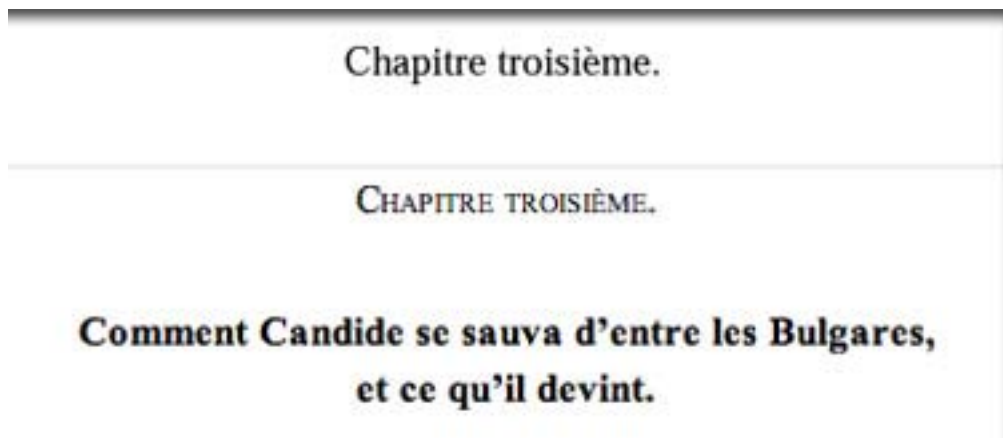 Chapitre troisième.
Chapitre troisième.
Comment Candide se sauva d’entre les Bulgares,
et ce qu’il devint.